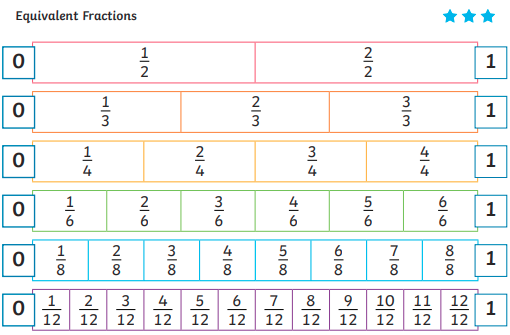 Equivalent Fractions
0 1/2 2/2 1
0 1/3 2/3 3/3 1
0 1/4 2/4 3/4 4/4 1
0 1/6 2/6 3/6 4/6 5/6 6/6 1
0 1/8 2/8 3/8 4/8 5/8 6/8 7/8 8/8 1
0 1/12 2/12 3/12 4/12 5/12 6/12 7/12 8/12 9/12 10/12 11/12 12/12 1